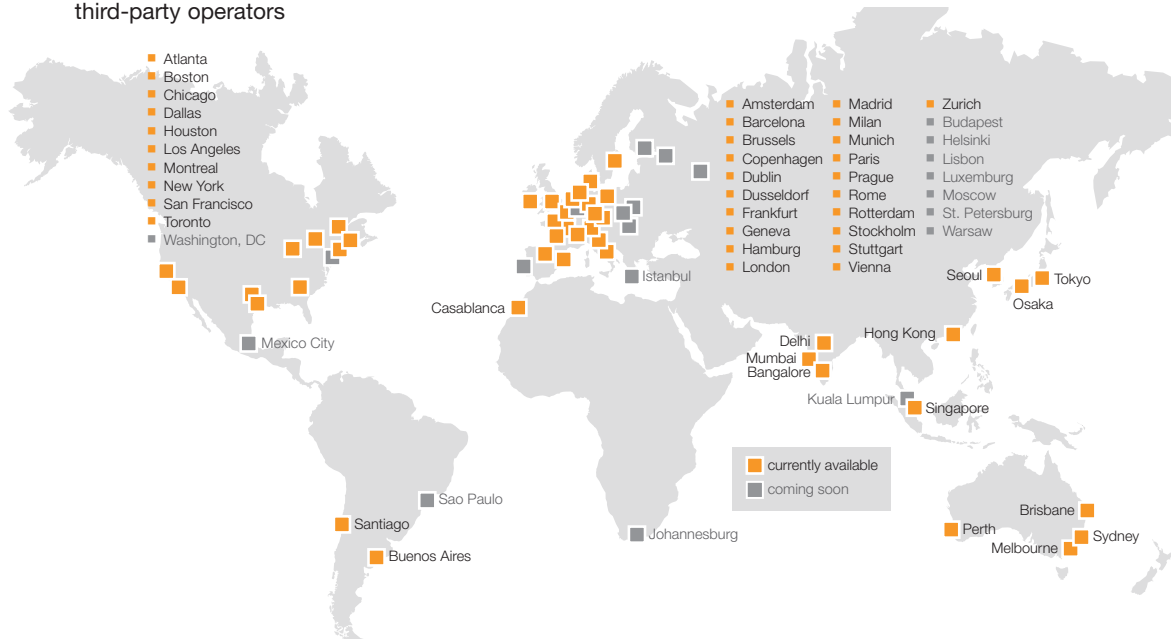 third-party operators
Atlanta
Boston
Chicago
Dallas
Houston
Los Angeles
Montreal
New York
San Francisco
Toronto
Washington, DC
Amsterdam
Barcelona
Brussels
Copenhagen
Dublin
Dusseldorf
Frankfurt
Geneva
Hamburg
London
Madrid
Milan
Munich
Paris
Prague
Rome
Rotterdam
Stockholm
Stuttgart
Vienna
Zurich
Budapest
Helsinki
Lisbon
Luxemburg
Moscow
St. Petersburg
Warsaw
Istanbul
Seoul
Tokyo
Osaka
Casablanca
Mexico City
Delhi
Hong Kong
Mumbai
Bangalore
Kuala Lumpur
Singapore
currently available
coming soon
Sao Paulo
Santiago
Buenos Aires
Johannesburg
Brisbane
Perth
Sydney
Melbourne